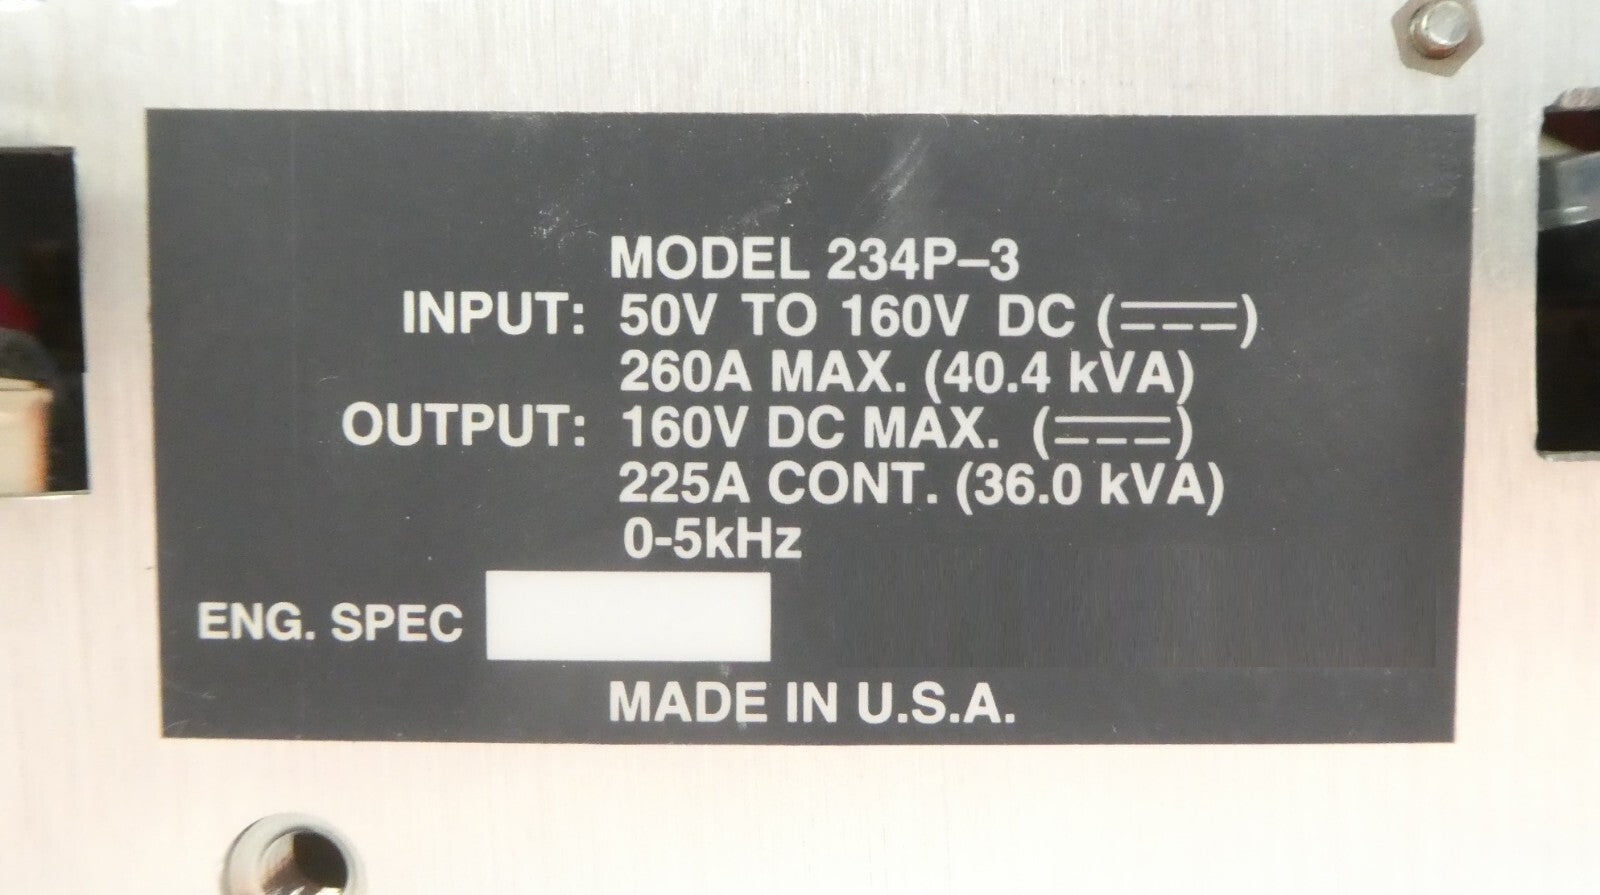 MODEL 234P–3
INPUT: 50V TO 160V DC (⎓)
260A MAX. (40.4 kVA)
OUTPUT: 160V DC MAX. (⎓)
225A CONT. (36.0 kVA)
0-5kHz
ENG. SPEC
MADE IN U.S.A.